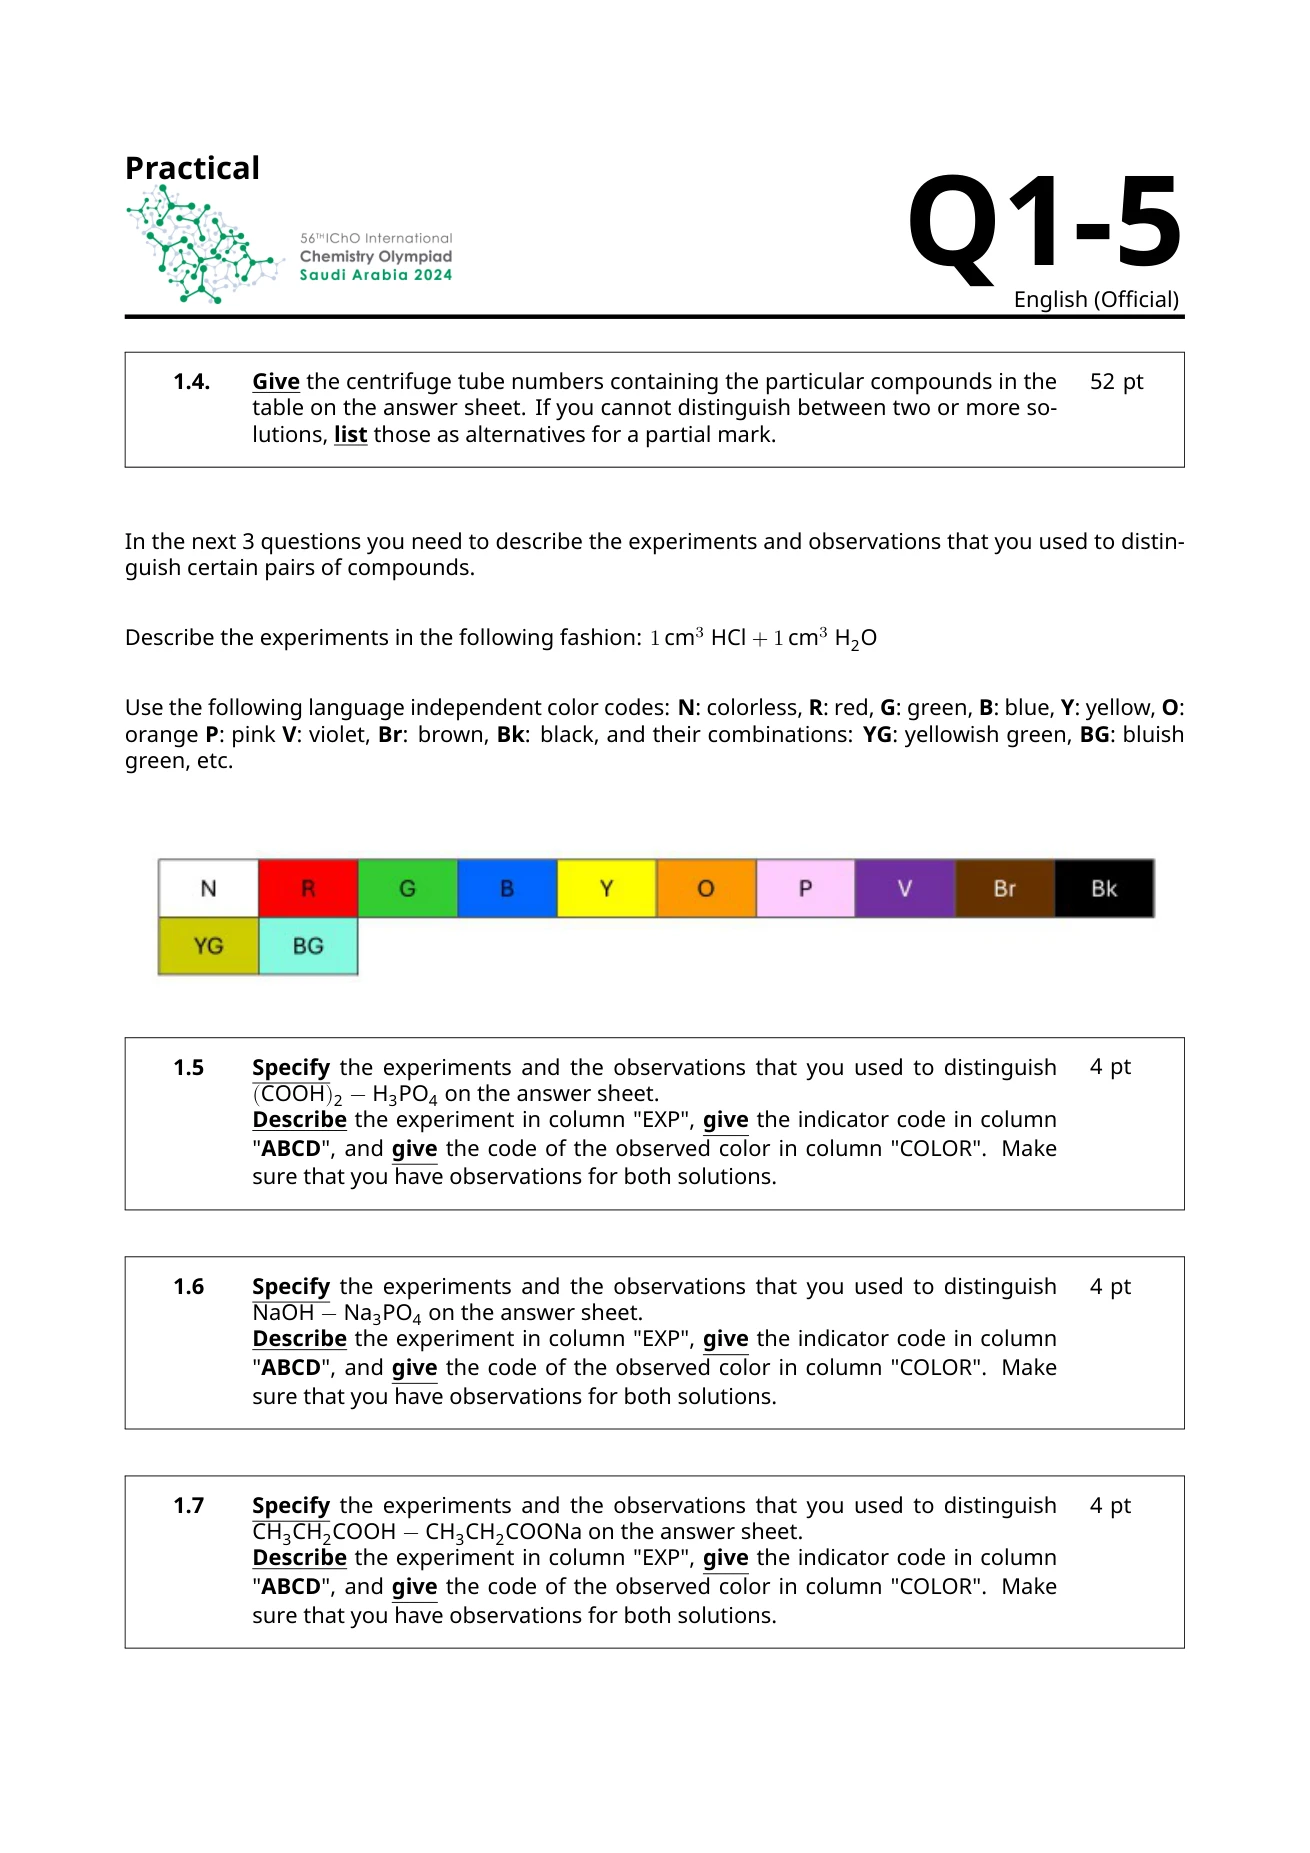 Practical
56ᵀᴴIChO International
Chemistry Olympiad
Saudi Arabia 2024
Q1-5
English (Official)
1.4. Give the centrifuge tube numbers containing the particular compounds in the 52 pt
table on the answer sheet. If you cannot distinguish between two or more so-
lutions, list those as alternatives for a partial mark.
In the next 3 questions you need to describe the experiments and observations that you used to distin-
guish certain pairs of compounds.
Describe the experiments in the following fashion: 1 cm³ HCl + 1 cm³ H₂O
Use the following language independent color codes: N: colorless, R: red, G: green, B: blue, Y: yellow, O:
orange P: pink V: violet, Br: brown, Bk: black, and their combinations: YG: yellowish green, BG: bluish
green, etc.
N R G B Y O P V Br Bk
YG BG
1.5 Specify the experiments and the observations that you used to distinguish 4 pt
(COOH)₂ − H₃PO₄ on the answer sheet.
Describe the experiment in column "EXP", give the indicator code in column
"ABCD", and give the code of the observed color in column "COLOR". Make
sure that you have observations for both solutions.
1.6 Specify the experiments and the observations that you used to distinguish 4 pt
NaOH − Na₃PO₄ on the answer sheet.
Describe the experiment in column "EXP", give the indicator code in column
"ABCD", and give the code of the observed color in column "COLOR". Make
sure that you have observations for both solutions.
1.7 Specify the experiments and the observations that you used to distinguish 4 pt
CH₃CH₂COOH − CH₃CH₂COONa on the answer sheet.
Describe the experiment in column "EXP", give the indicator code in column
"ABCD", and give the code of the observed color in column "COLOR". Make
sure that you have observations for both solutions.